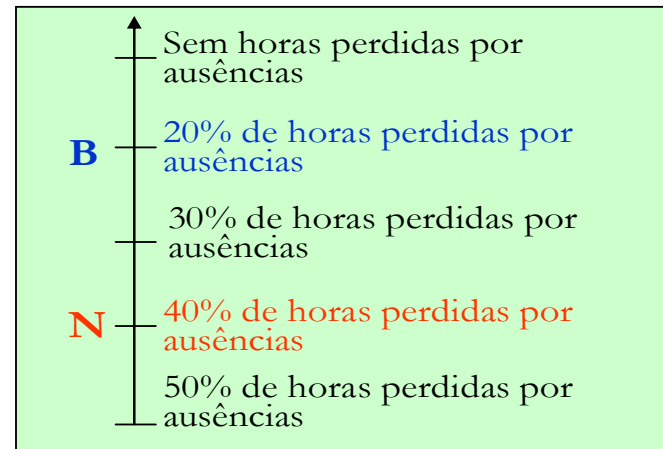 Sem horas perdidas por
ausências
B
20% de horas perdidas por
ausências
30% de horas perdidas por
ausências
N
40% de horas perdidas por
ausências
50% de horas perdidas por
ausências